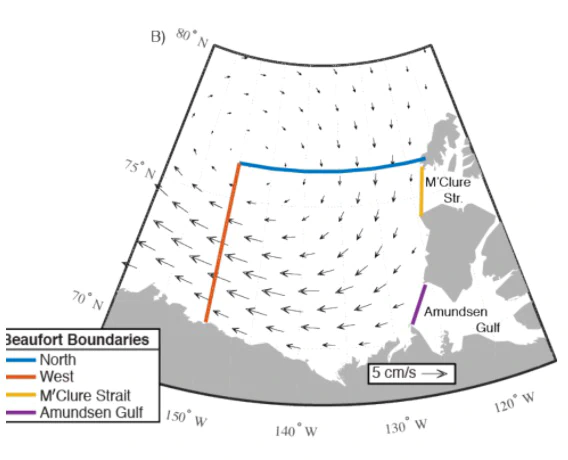 B)
80° N
75° N
70° N
M'Clure
Str.
Amundsen
Gulf
5 cm/s
Beaufort Boundaries
North
West
M'Clure Strait
Amundsen Gulf
150° W
140° W
130° W
120° W